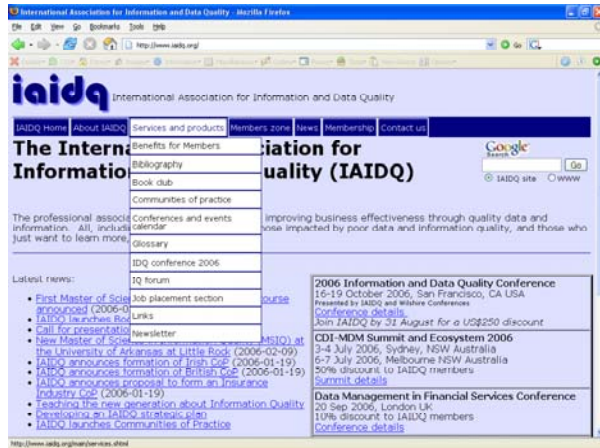 International Association for Information and Data Quality - Mozilla Firefox
File Edit View Go Bookmarks Tools Help
http://www.iaidq.org/
iaidq International Association for Information and Data Quality
IAIDQ Home About IAIDQ Services and products Members zone News Membership Contact us
Benefits for Members
Bibliography
Book club
Communities of practice
Conferences and events
calendar
Glossary
IDQ conference 2006
IQ forum
Job placement section
Links
Newsletter
Google
Search
Go
IAIDQ site WWW
The Interna ciation for
Informatio uality (IAIDQ)
The professional associa improving business effectiveness through quality data and
information. All, includi hose impacted by poor data and information quality, and those who
just want to learn more,
Latest news:
First Master of Scie ourse
announced (2006-0
IAIDQ launches Boo
Call for presentatio
New Master of Scie MSIQ) at
the University of Arkansas at Little Rock (2006-02-09)
IAIDQ announces formation of Irish CoP (2006-01-19)
IAIDQ announces formation of British CoP (2006-01-19)
IAIDQ announces proposal to form an Insurance
Industry CoP (2006-01-19)
Teaching the new generation about Information Quality
Developing an IAIDQ strategic plan
IAIDQ launches Communities of Practice
2006 Information and Data Quality Conference
16-19 October 2006, San Francisco, CA USA
Presented by IAIDQ and Wilshire Conferences
Conference details
Join IAIDQ by 31 August for a US$250 discount
CDI-MDM Summit and Ecosystem 2006
3-4 July 2006, Sydney, NSW Australia
6-7 July 2006, Melbourne NSW Australia
50% discount to IAIDQ members
Summit details
Data Management in Financial Services Conference
20 Sep 2006, London UK
10% discount to IAIDQ members
Conference details
http://www.iaidq.org/main/services.shtml